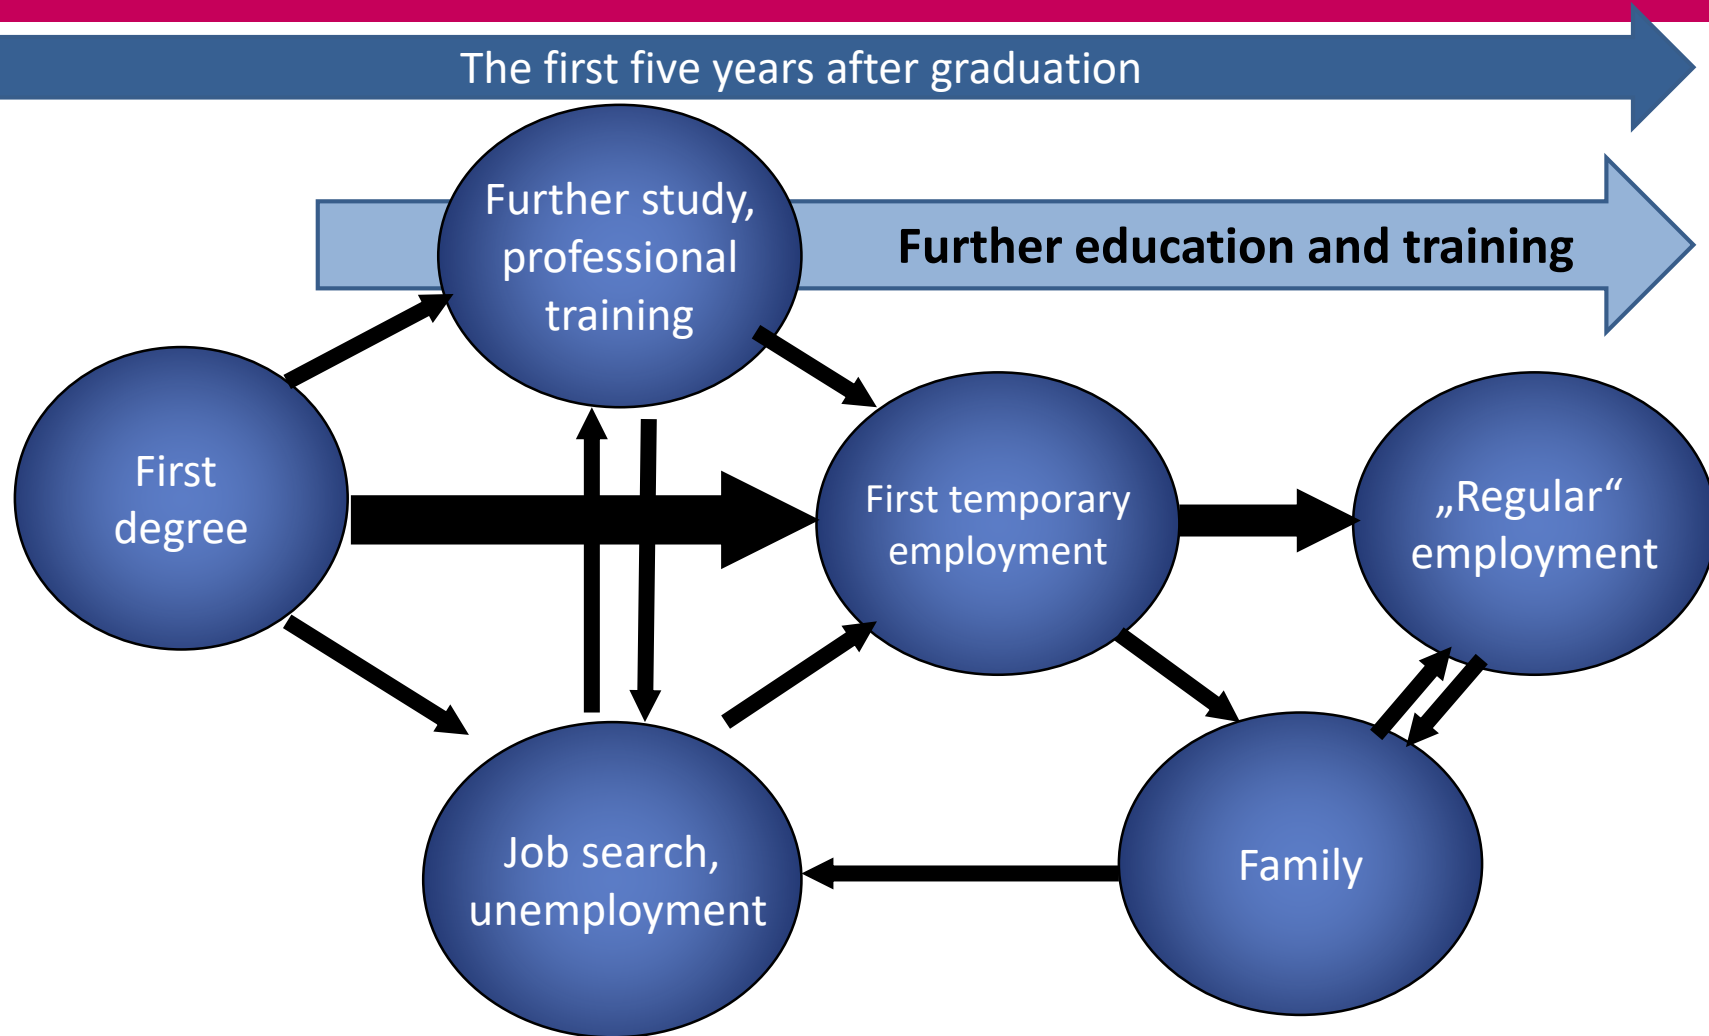 The first five years after graduation
Further study,
professional
training
Further education and training
First
degree
First temporary
employment
„Regular“
employment
Job search,
unemployment
Family